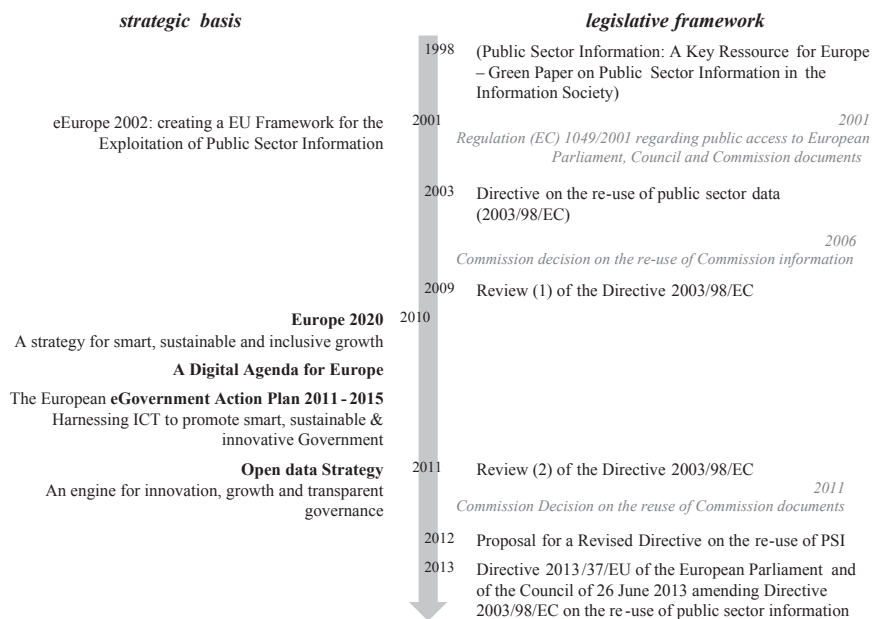 strategic basis
legislative framework
1998
(Public Sector Information: A Key Ressource for Europe
– Green Paper on Public Sector Information in the
Information Society)
eEurope 2002: creating a EU Framework for the
Exploitation of Public Sector Information
2001
2001
Regulation (EC) 1049/2001 regarding public access to European
Parliament, Council and Commission documents
2003
Directive on the re-use of public sector data
(2003/98/EC)
2006
Commission decision on the re-use of Commission information
2009
Review (1) of the Directive 2003/98/EC
Europe 2020
2010
A strategy for smart, sustainable and inclusive growth
A Digital Agenda for Europe
The European eGovernment Action Plan 2011-2015
Harnessing ICT to promote smart, sustainable &
innovative Government
Open data Strategy
An engine for innovation, growth and transparent
governance
2011
Review (2) of the Directive 2003/98/EC
2011
Commission Decision on the reuse of Commission documents
2012
Proposal for a Revised Directive on the re-use of PSI
2013
Directive 2013/37/EU of the European Parliament and
of the Council of 26 June 2013 amending Directive
2003/98/EC on the re-use of public sector information